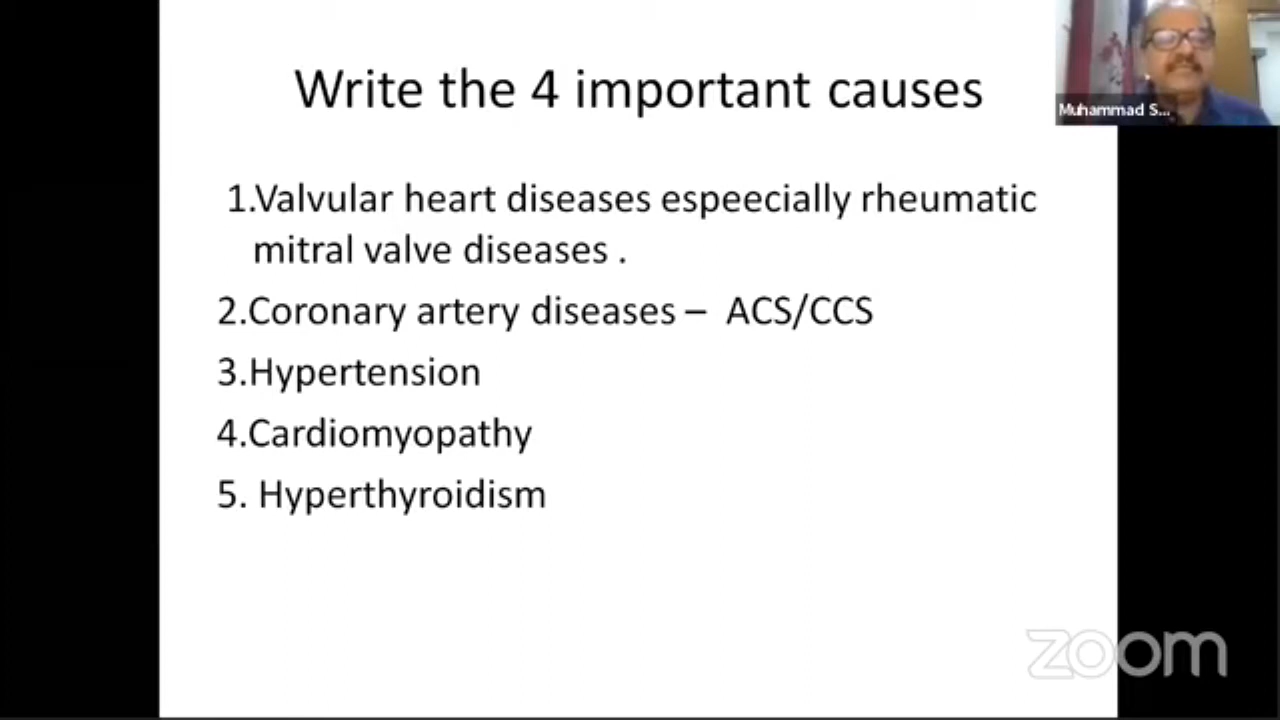 Write the 4 important causes
Muhammad S...
1.Valvular heart diseases espeecially rheumatic
mitral valve diseases .
2.Coronary artery diseases – ACS/CCS
3.Hypertension
4.Cardiomyopathy
5. Hyperthyroidism
zoom